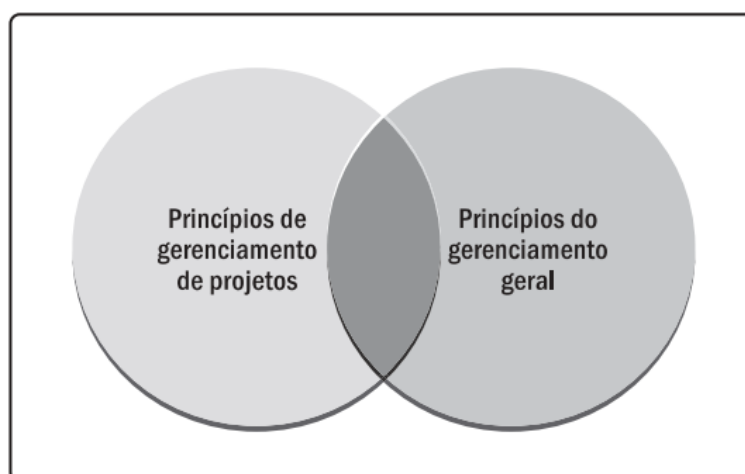 Princípios de
gerenciamento
de projetos
Princípios do
gerenciamento
geral